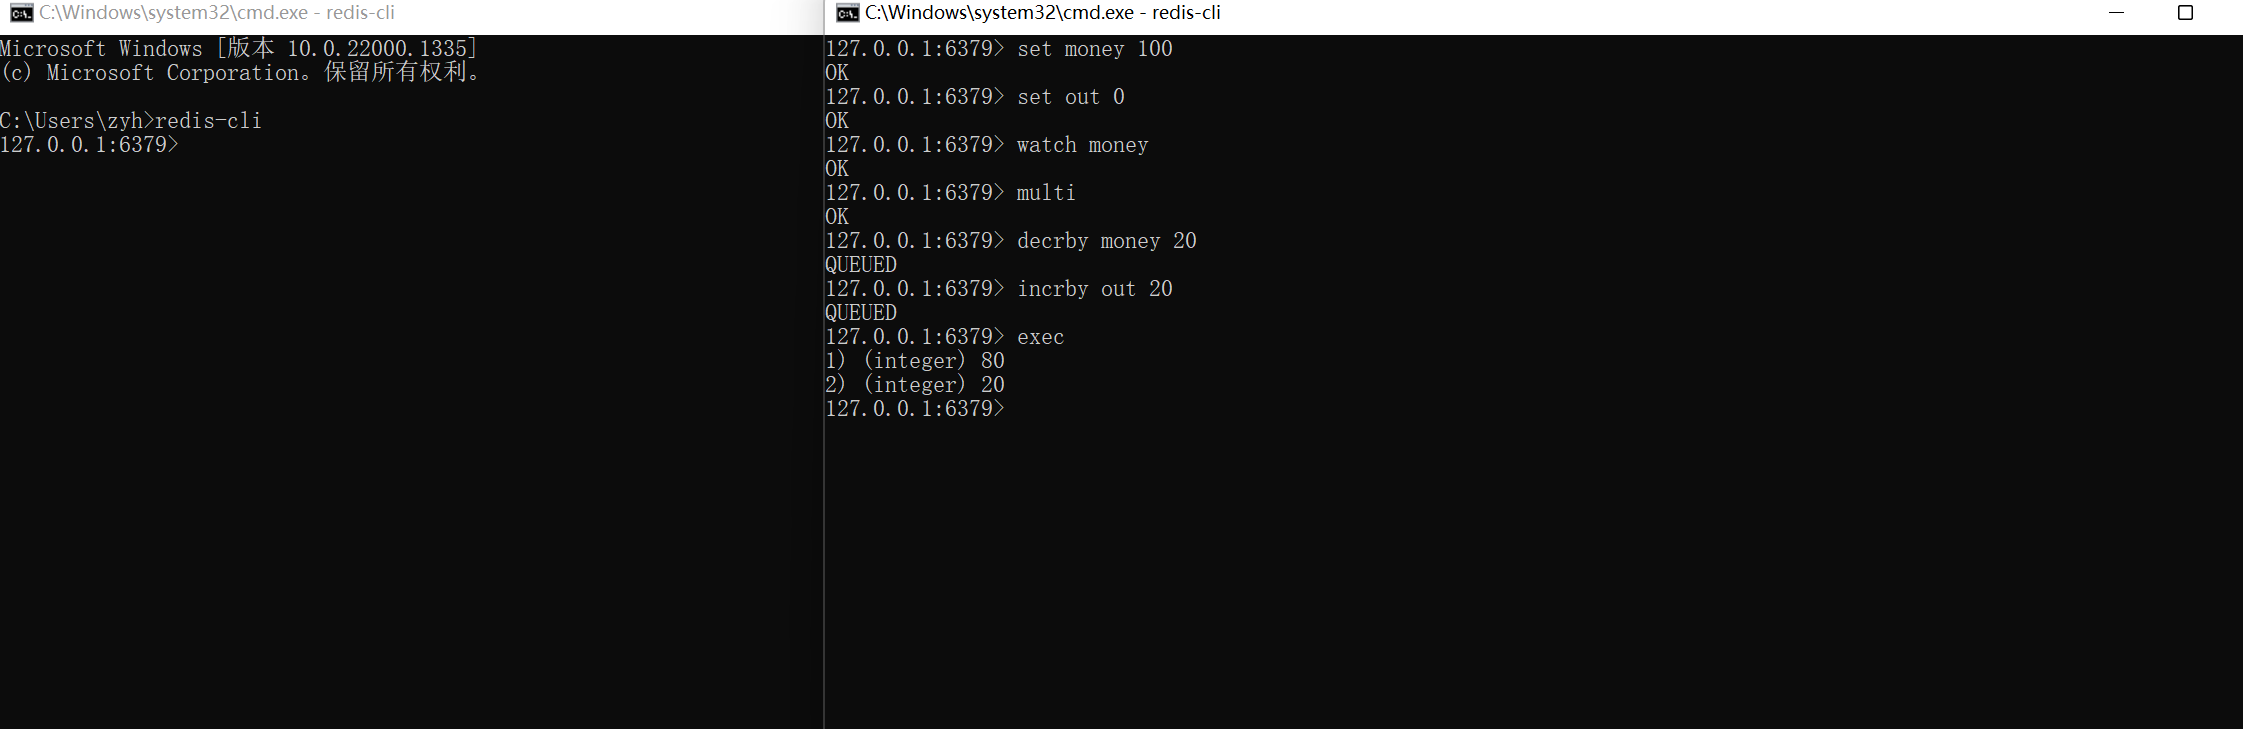 C:\Windows\system32\cmd.exe - redis-cli
Microsoft Windows [版本 10.0.22000.1335]
(c) Microsoft Corporation。保留所有权利。
C:\Users\zyh>redis-cli
127.0.0.1:6379>
C:\Windows\system32\cmd.exe - redis-cli
127.0.0.1:6379> set money 100
OK
127.0.0.1:6379> set out 0
OK
127.0.0.1:6379> watch money
OK
127.0.0.1:6379> multi
OK
127.0.0.1:6379> decrby money 20
QUEUED
127.0.0.1:6379> incrby out 20
QUEUED
127.0.0.1:6379> exec
1) (integer) 80
2) (integer) 20
127.0.0.1:6379>